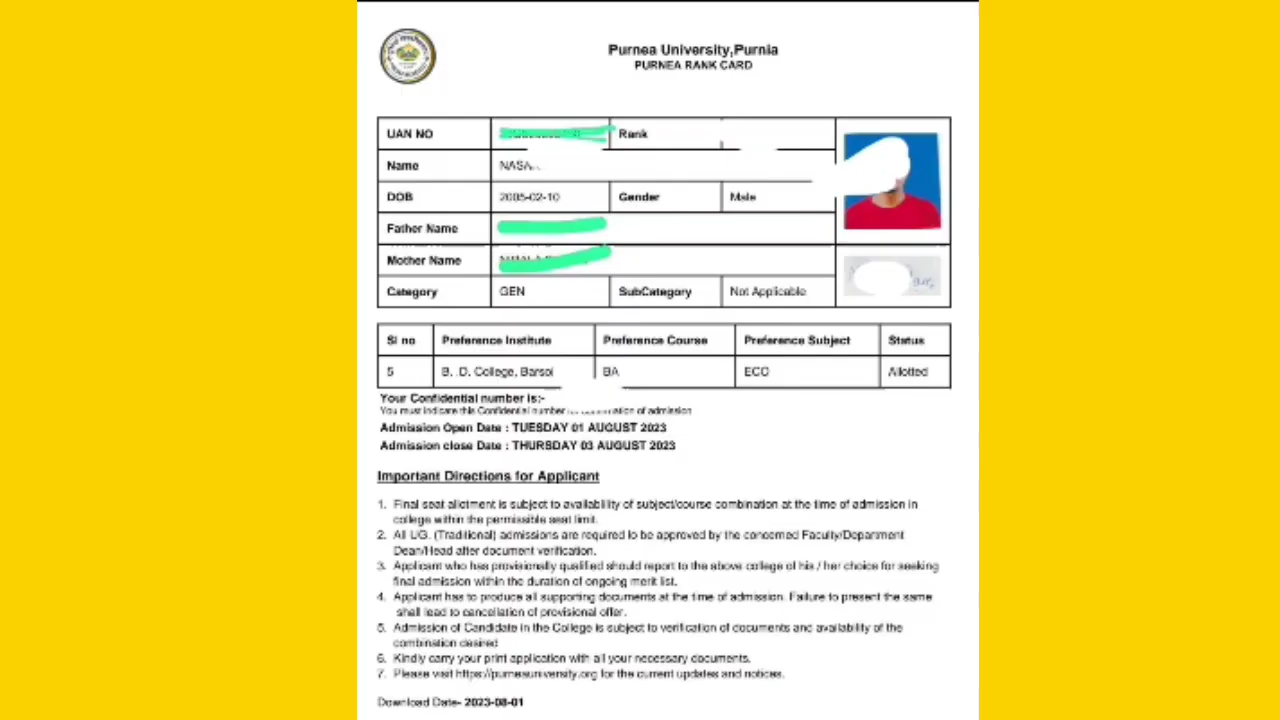 Purnea University,Purnia
PURNEA RANK CARD
UAN NO Rank
Name NASA
DOB 2005-02-10 Gender Male
Father Name
Mother Name
Category GEN SubCategory Not Applicable
Sl no Preference Institute Preference Course Preference Subject Status
5 B. .D. College, Barsoi BA ECO Allotted
Your Confidential number is:-
You must indicate this Confidential number of admission
Admission Open Date : TUESDAY 01 AUGUST 2023
Admission close Date : THURSDAY 03 AUGUST 2023
Important Directions for Applicant
1. Final seat allotment is subject to availability of subject/course combination at the time of admission in
college within the permissible seat limit.
2. All UG. (Traditional) admissions are required to be approved by the concerned Faculty/Department
Dean/Head after document verification.
3. Applicant who has provisionally qualified should report to the above college of his / her choice for seeking
final admission within the duration of ongoing merit list.
4. Applicant has to produce all supporting documents at the time of admission. Failure to present the same
shall lead to cancellation of provisional offer.
5. Admission of Candidate in the College is subject to verification of documents and availability of the
combination desired
6. Kindly carry your print application with all your necessary documents.
7. Please visit https://purneauniversity.org for the current updates and notices.
Download Date- 2023-08-01